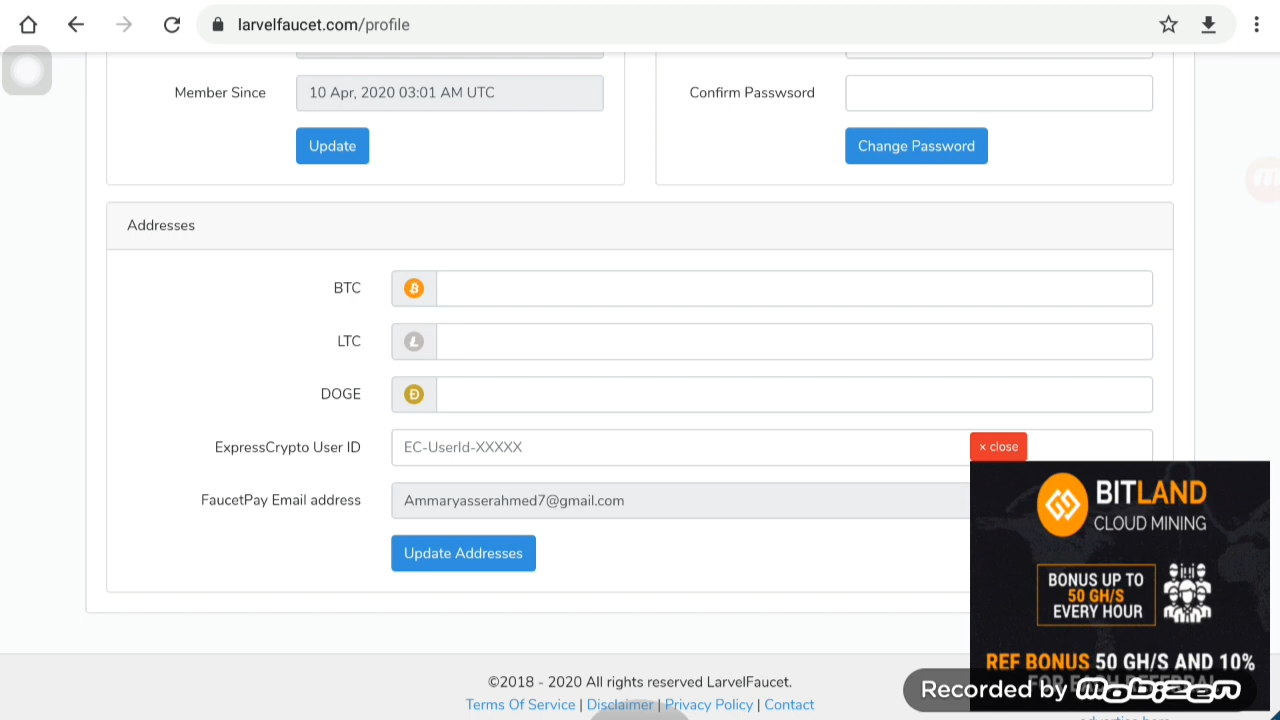 larvelfaucet.com/profile
Member Since
10 Apr, 2020 03:01 AM UTC
Confirm Passwsord
Update
Change Password
Addresses
BTC
LTC
DOGE
ExpressCrypto User ID
EC-UserId-XXXXX
× close
FaucetPay Email address
Ammaryasserahmed7@gmail.com
Update Addresses
BITLAND
CLOUD MINING
BONUS UP TO
50 GH/S
EVERY HOUR
REF BONUS 50 GH/S AND 10%
FOR EACH REFERRAL
©2018 - 2020 All rights reserved LarvelFaucet.
Terms Of Service | Disclaimer | Privacy Policy | Contact
Recorded by mobizen